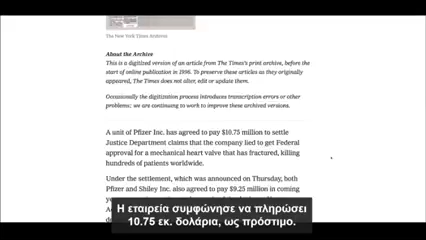 The New York Times Archives
About the Archive
This is a digitized version of an article from The Times's print archive, before the
start of online publication in 1996. To preserve these articles as they originally
appeared, The Times does not alter, edit or update them.
Occasionally the digitization process introduces transcription errors or other
problems; we are continuing to work to improve these archived versions.
A unit of Pfizer Inc. has agreed to pay $10.75 million to settle
Justice Department claims that the company lied to get Federal
approval for a mechanical heart valve that has fractured, killing
hundreds of patients worldwide.
Under the settlement, which was announced on Thursday, both
Pfizer and Shiley Inc. also agreed to pay $9.25 million in coming
Η εταιρεία συμφώνησε να πληρώσει
10.75 εκ. δολάρια, ως πρόστιμο.